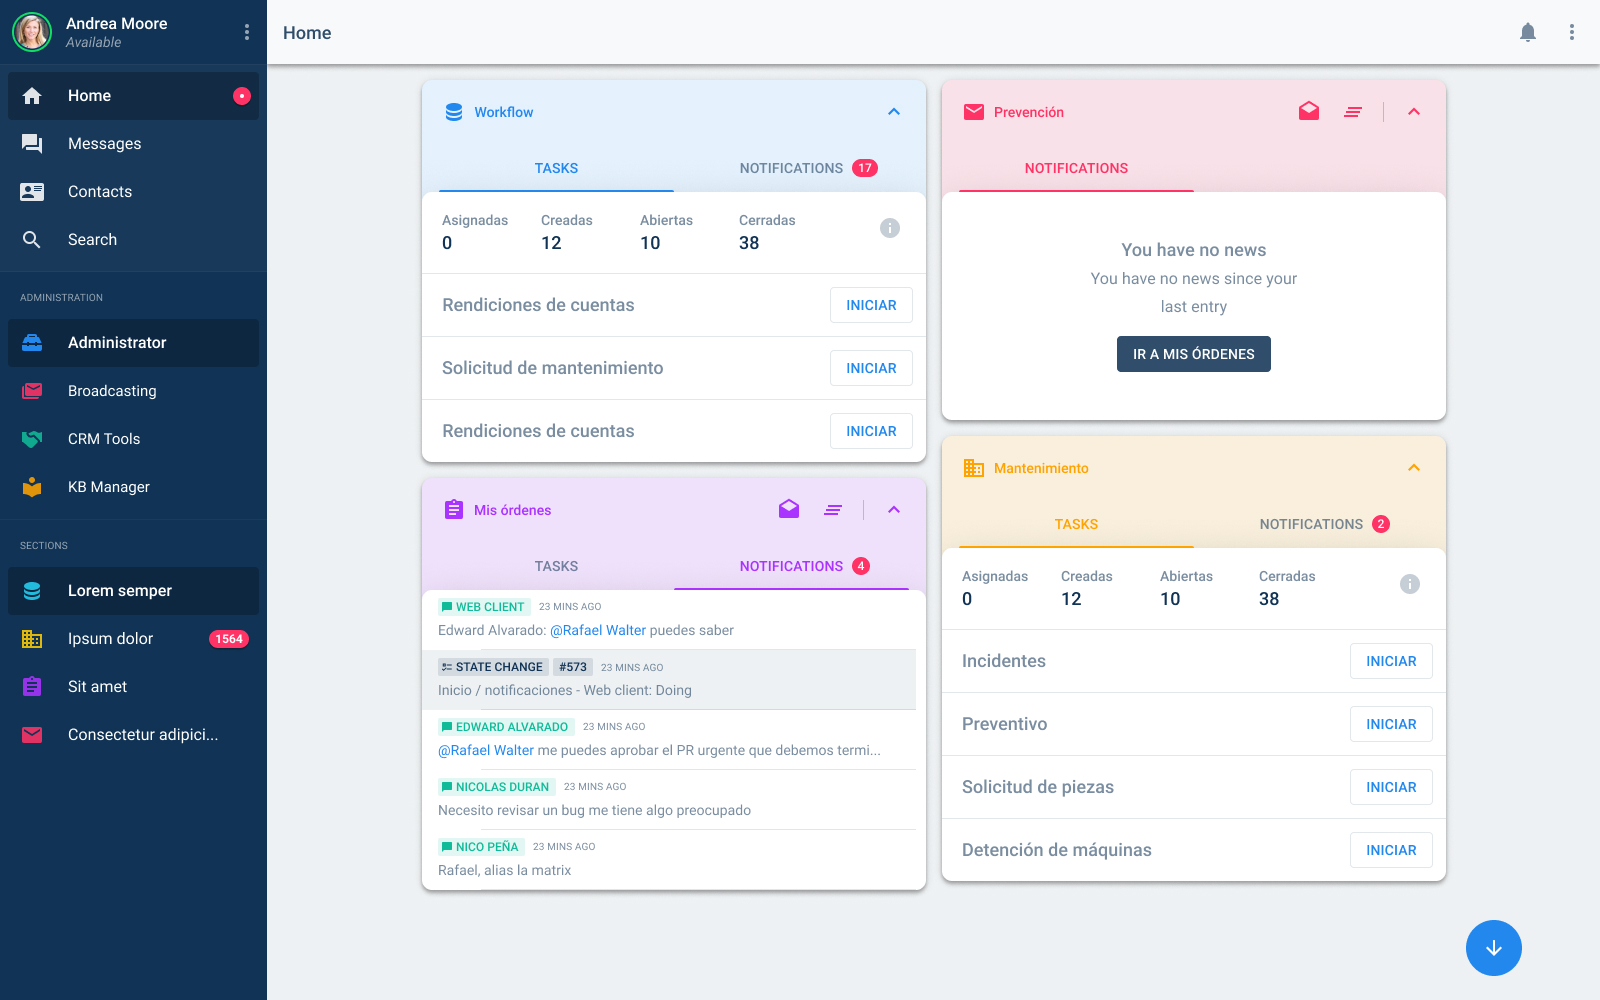 Andrea Moore
Available
Home
Messages
Contacts
Search
ADMINISTRATION
Administrator
Broadcasting
CRM Tools
KB Manager
SECTIONS
Lorem semper
Ipsum dolor 1564
Sit amet
Consectetur adipici...
Home
Workflow
TASKS NOTIFICATIONS 17
Asignadas Creadas Abiertas Cerradas
0 12 10 38
Rendiciones de cuentas INICIAR
Solicitud de mantenimiento INICIAR
Rendiciones de cuentas INICIAR
Mis órdenes
TASKS NOTIFICATIONS 4
WEB CLIENT 23 MINS AGO
Edward Alvarado: @Rafael Walter puedes saber
STATE CHANGE #573 23 MINS AGO
Inicio / notificaciones - Web client: Doing
EDWARD ALVARADO 23 MINS AGO
@Rafael Walter me puedes aprobar el PR urgente que debemos termi...
NICOLAS DURAN 23 MINS AGO
Necesito revisar un bug me tiene algo preocupado
NICO PEÑA 23 MINS AGO
Rafael, alias la matrix
Prevención
NOTIFICATIONS
You have no news
You have no news since your
last entry
IR A MIS ÓRDENES
Mantenimiento
TASKS NOTIFICATIONS 2
Asignadas Creadas Abiertas Cerradas
0 12 10 38
Incidentes INICIAR
Preventivo INICIAR
Solicitud de piezas INICIAR
Detención de máquinas INICIAR